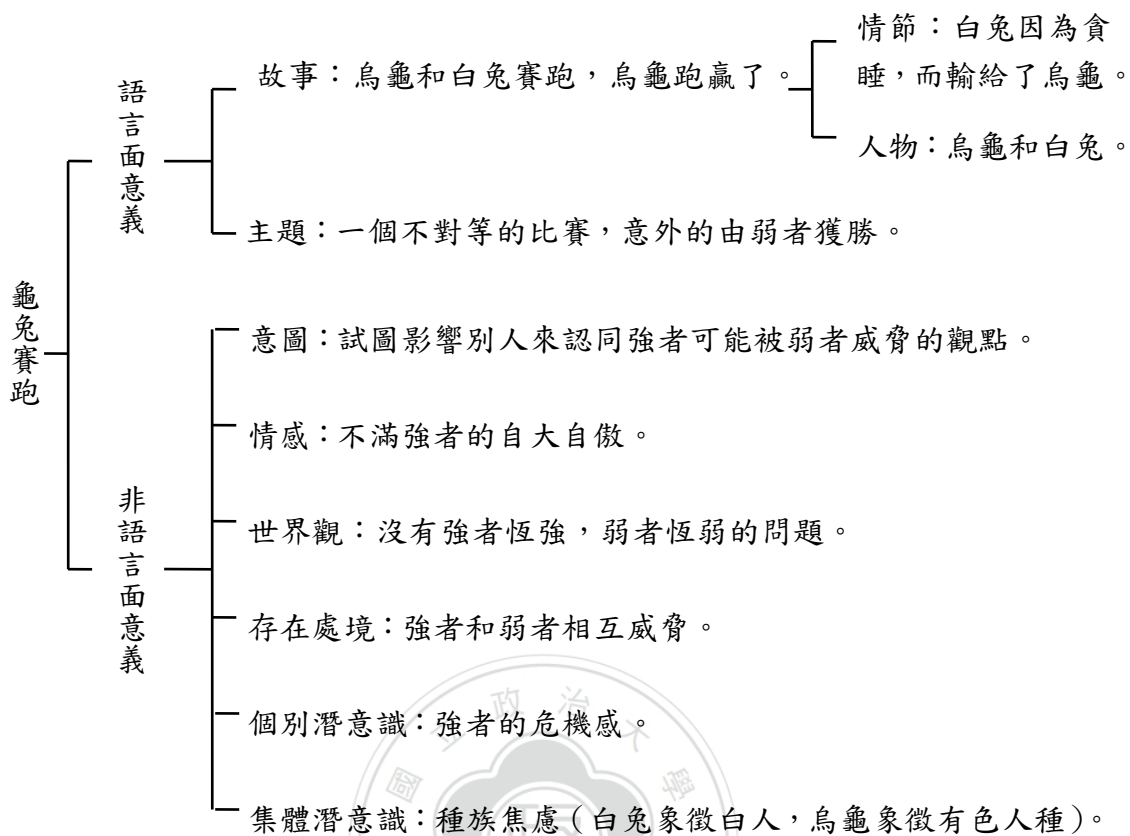 情節：白兔因為貪
睡，而輸給了烏龜。
故事：烏龜和白兔賽跑，烏龜跑贏了。
人物：烏龜和白兔。
語言面意義
主題：一個不對等的比賽，意外的由弱者獲勝。
龜兔賽跑
意圖：試圖影響別人來認同強者可能被弱者威脅的觀點。
情感：不滿強者的自大自傲。
世界觀：沒有強者恆強，弱者恆弱的問題。
非語言面意義
存在處境：強者和弱者相互威脅。
個別潛意識：強者的危機感。
集體潛意識：種族焦慮（白兔象徵白人，烏龜象徵有色人種）。
國立政治大學